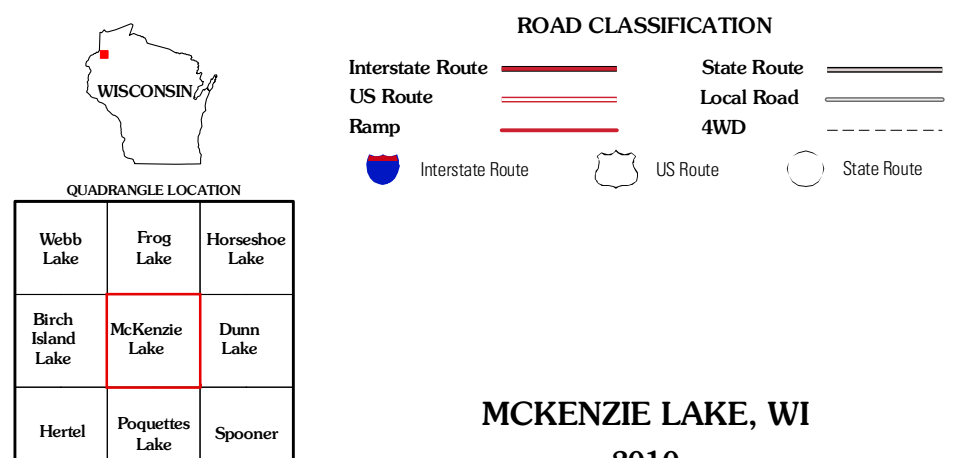 WISCONSIN
QUADRANGLE LOCATION
Webb
Lake
Frog
Lake
Horseshoe
Lake
Birch
Island
Lake
McKenzie
Lake
Dunn
Lake
Hertel
Poquettes
Lake
Spooner
ROAD CLASSIFICATION
Interstate Route
State Route
US Route
Local Road
Ramp
4WD
Interstate Route
US Route
State Route
MCKENZIE LAKE, WI